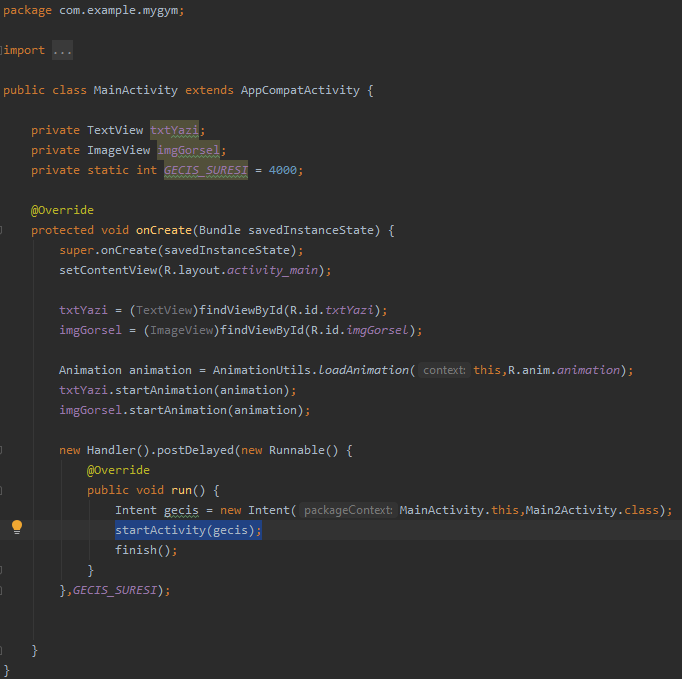 package com.example.mygym;
import ...
public class MainActivity extends AppCompatActivity {
private TextView txtYazi;
private ImageView imgGorsel;
private static int GECIS_SURESI = 4000;
@Override
protected void onCreate(Bundle savedInstanceState) {
super.onCreate(savedInstanceState);
setContentView(R.layout.activity_main);
txtYazi = (TextView)findViewById(R.id.txtYazi);
imgGorsel = (ImageView)findViewById(R.id.imgGorsel);
Animation animation = AnimationUtils.loadAnimation( context: this,R.anim.animation);
txtYazi.startAnimation(animation);
imgGorsel.startAnimation(animation);
new Handler().postDelayed(new Runnable() {
@Override
public void run() {
Intent gecis = new Intent( packageContext: MainActivity.this,Main2Activity.class);
startActivity(gecis);
finish();
}
},GECIS_SURESI);
}
}